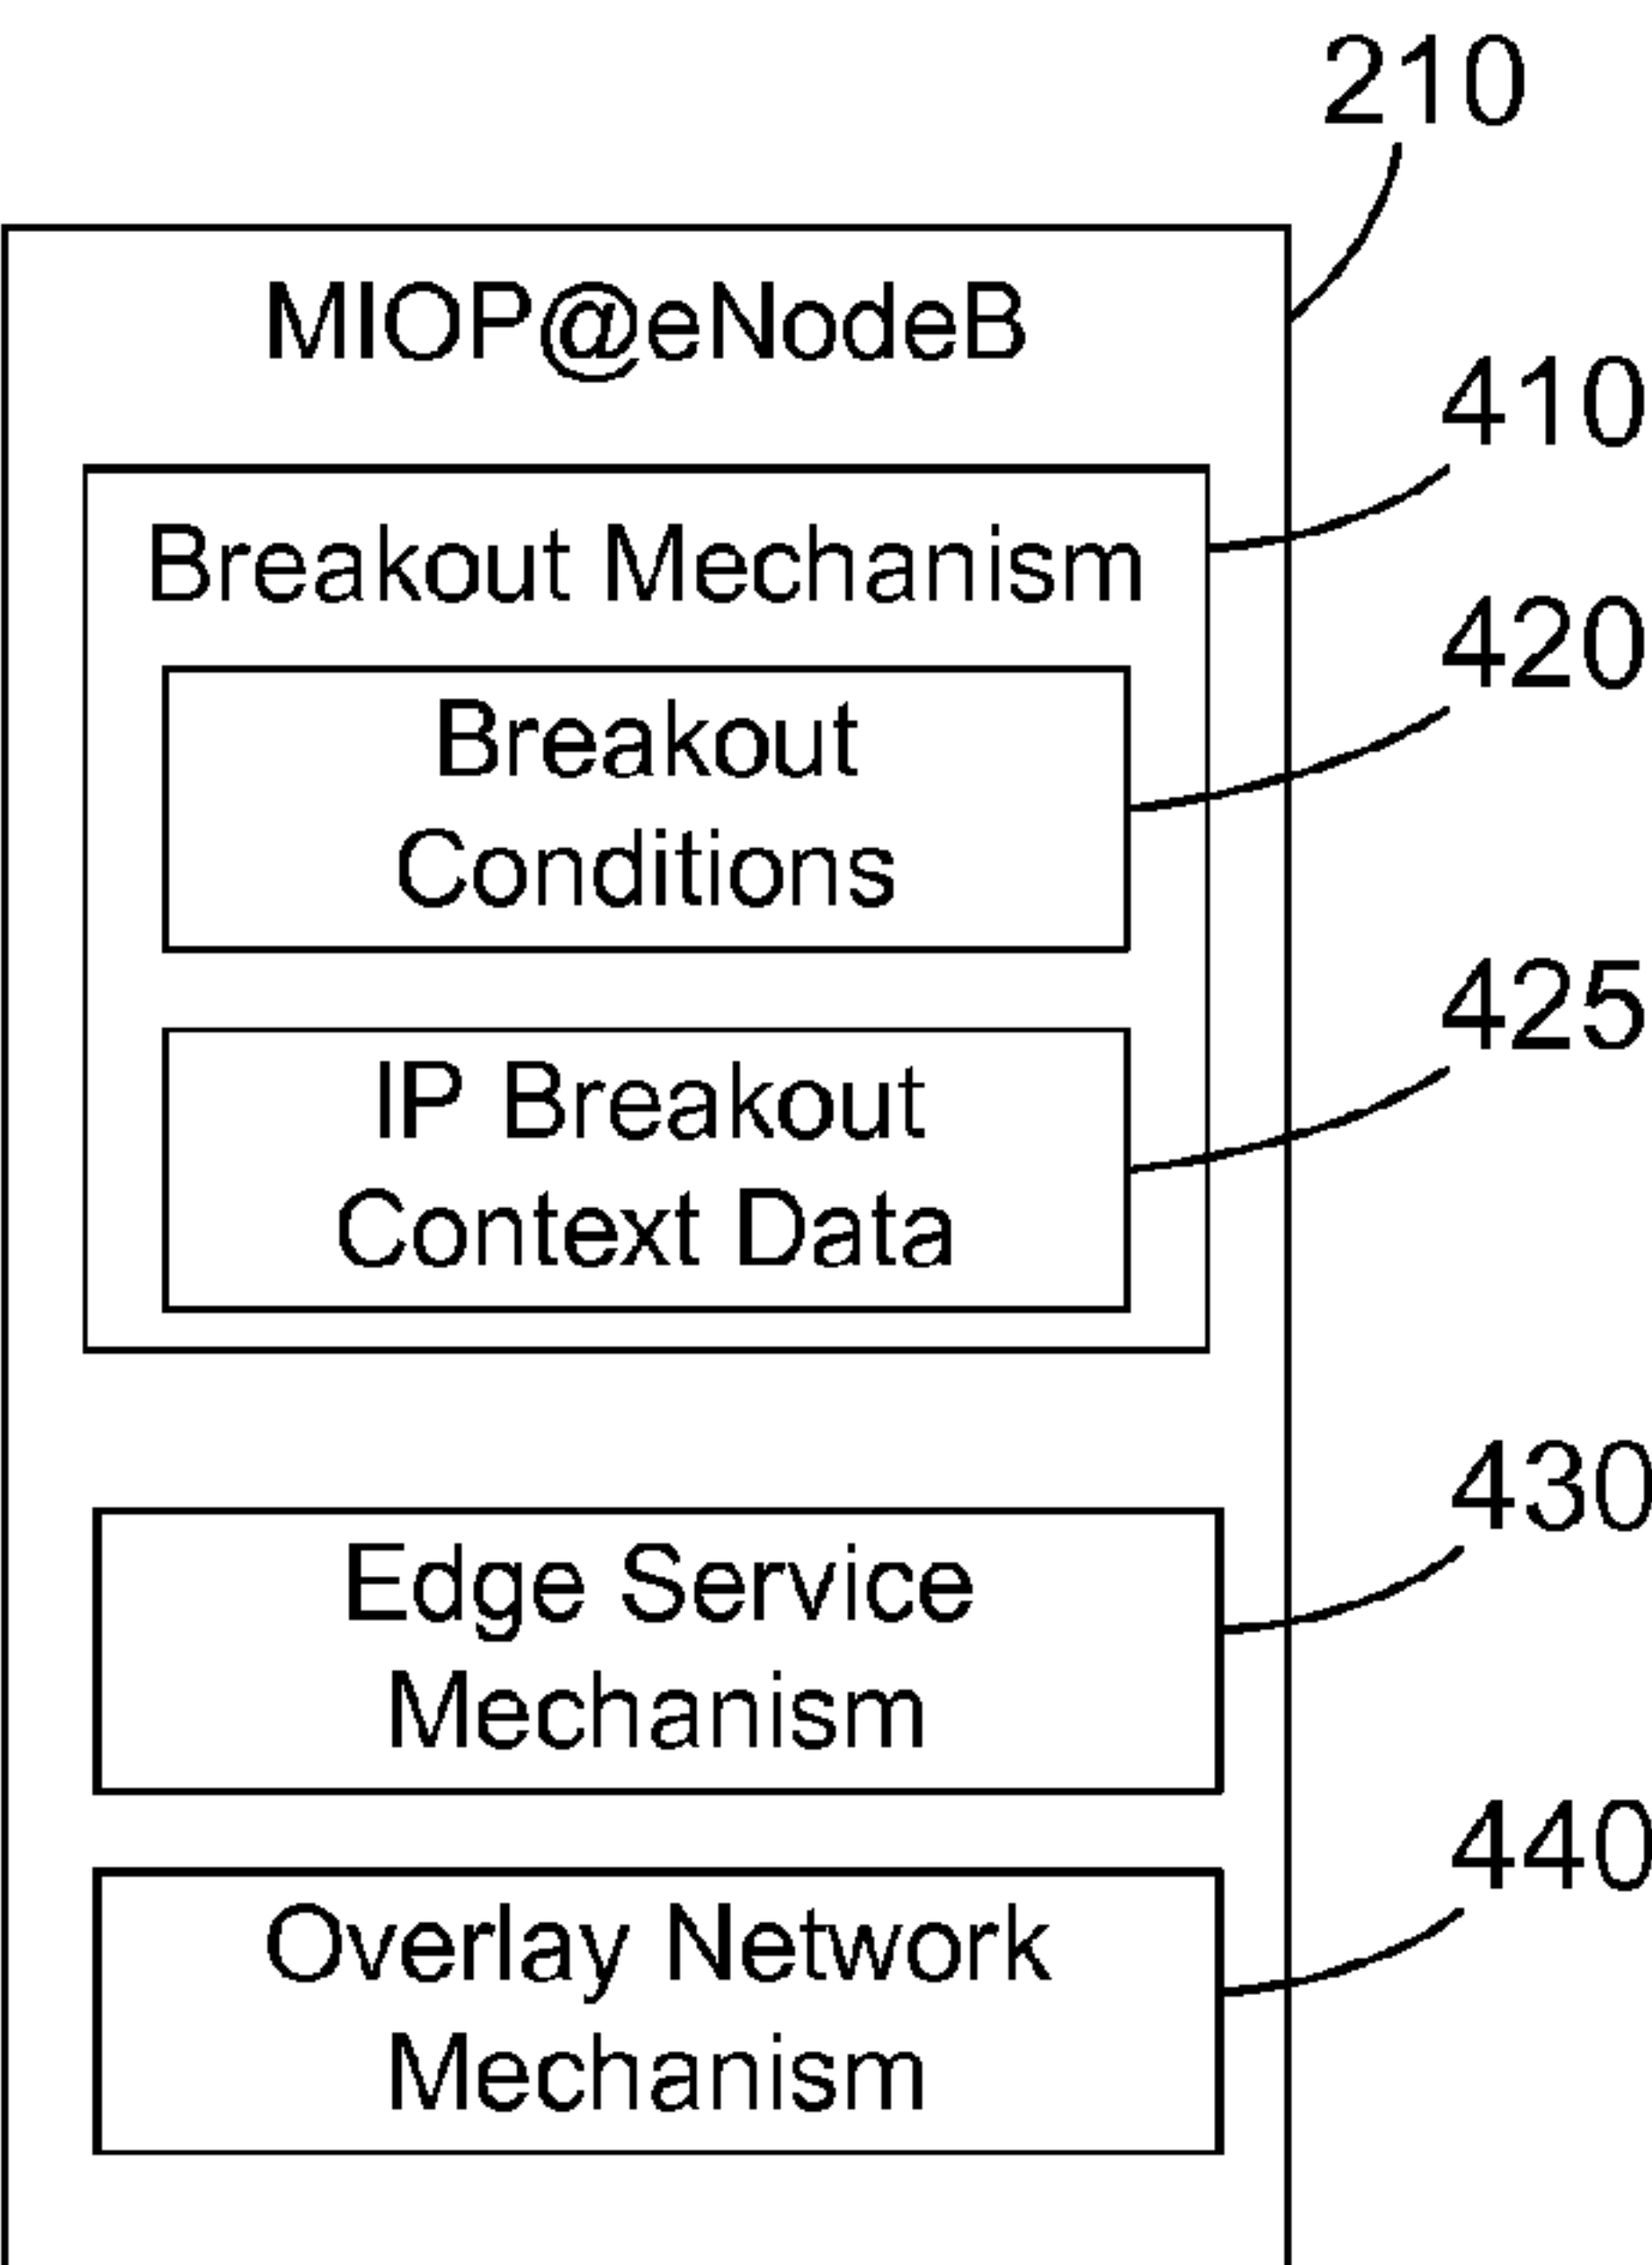 210
MIOP@eNodeB
410
Breakout Mechanism
420
Breakout
Conditions
425
IP Breakout
Context Data
430
Edge Service
Mechanism
440
Overlay Network
Mechanism